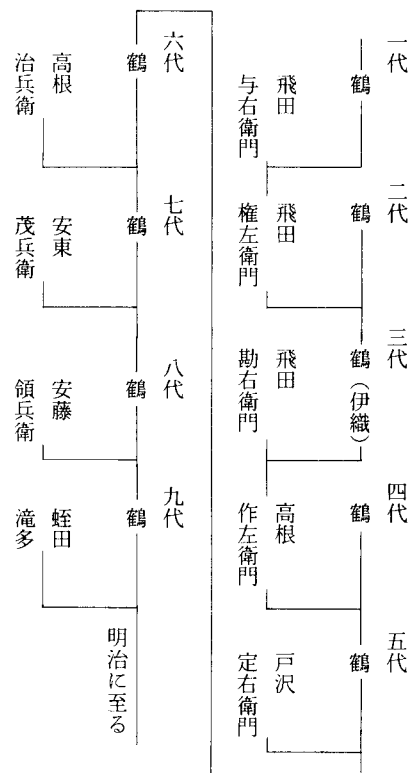 一代
鶴
飛田
与右衛門
二代
鶴
飛田
権左衛門
三代
鶴(伊織)
飛田
勘右衛門
四代
鶴
高根
作左衛門
五代
鶴
戸沢
定右衛門
六代
鶴
高根
治兵衛
七代
鶴
安東
茂兵衛
八代
鶴
安藤
領兵衛
九代
鶴
蛭田
滝多
明治に至る